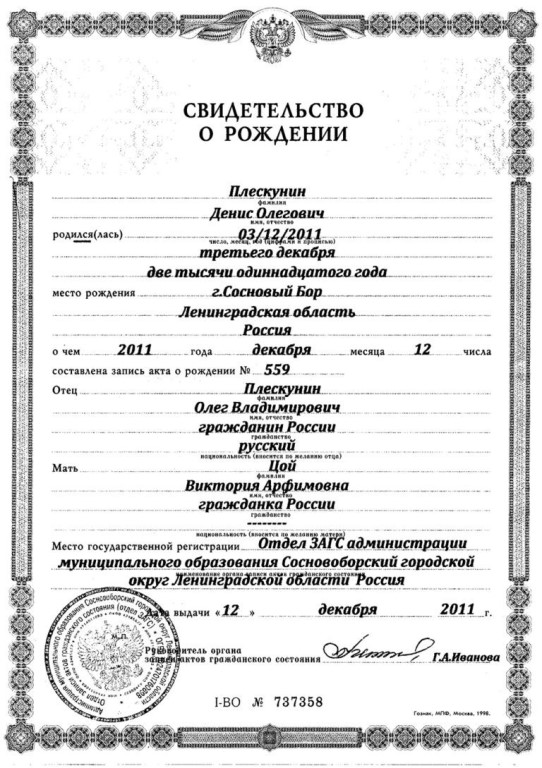 СВИДЕТЕЛЬСТВО
О РОЖДЕНИИ
Плескунин
фамилия
Денис Олегович
имя, отчество
родился(лась) 03/12/2011
число, месяц, год (цифрами и прописью)
третьего декабря
две тысячи одиннадцатого года
место рождения г.Сосновый Бор
Ленинградская область
Россия
о чем 2011 года декабря месяца 12 числа
составлена запись акта о рождении № 559
Отец Плескунин
фамилия
Олег Владимирович
имя, отчество
гражданин России
гражданство
русский
национальность (вносится по желанию отца)
Мать Цой
фамилия
Виктория Арфимовна
имя, отчество
гражданка России
гражданство
--------
национальность (вносится по желанию матери)
Место государственной регистрации Отдел ЗАГС администрации
муниципального образования Сосновоборский городской
наименование органа записи актов гражданского состояния
округ Ленинградской области Россия
Дата выдачи «12 » декабря 2011 г.
М.П.
Руководитель органа
записи актов гражданского состояния Г.А.Иванова
I-ВО № 737358
Гознак, МПФ, Москва, 1998.